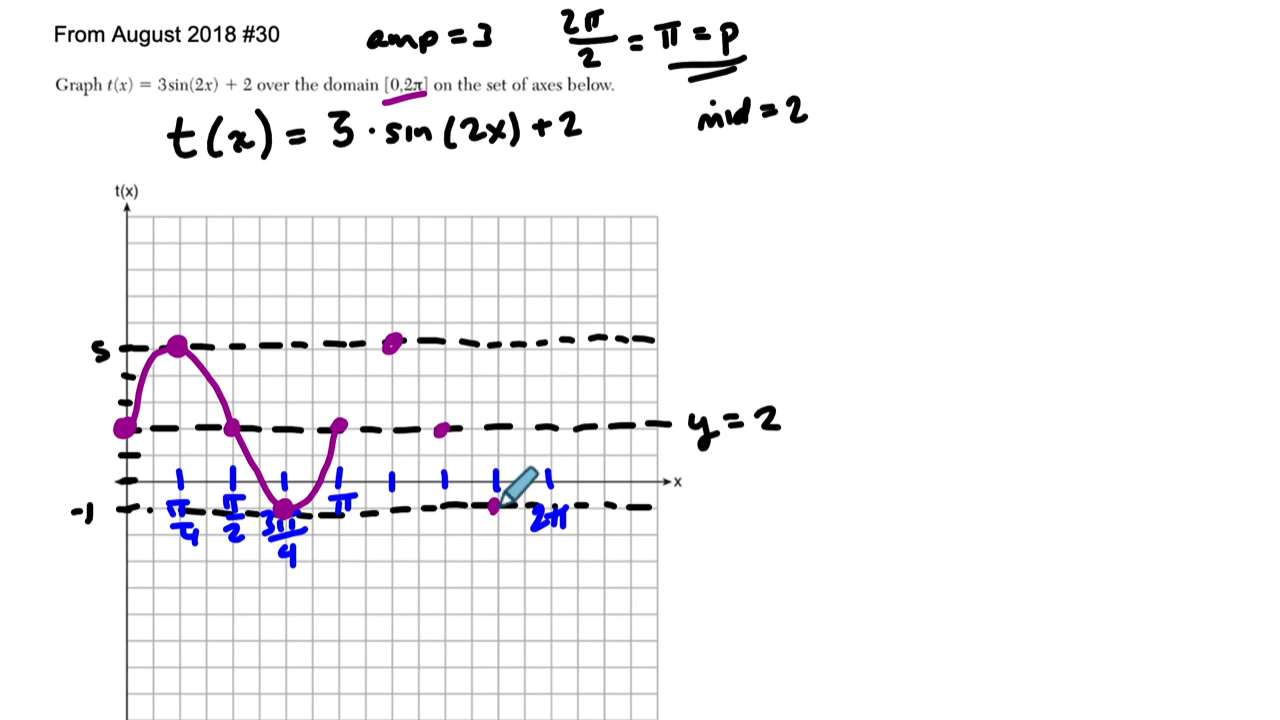 From August 2018 #30
amp = 3
2π/2 = π = p
Graph t(x) = 3sin(2x) + 2 over the domain [0,2π] on the set of axes below.
mid = 2
t(x) = 3 · sin(2x) + 2
t(x)
5
y = 2
x
-1
π/4 π/2 3π/4 π 2π